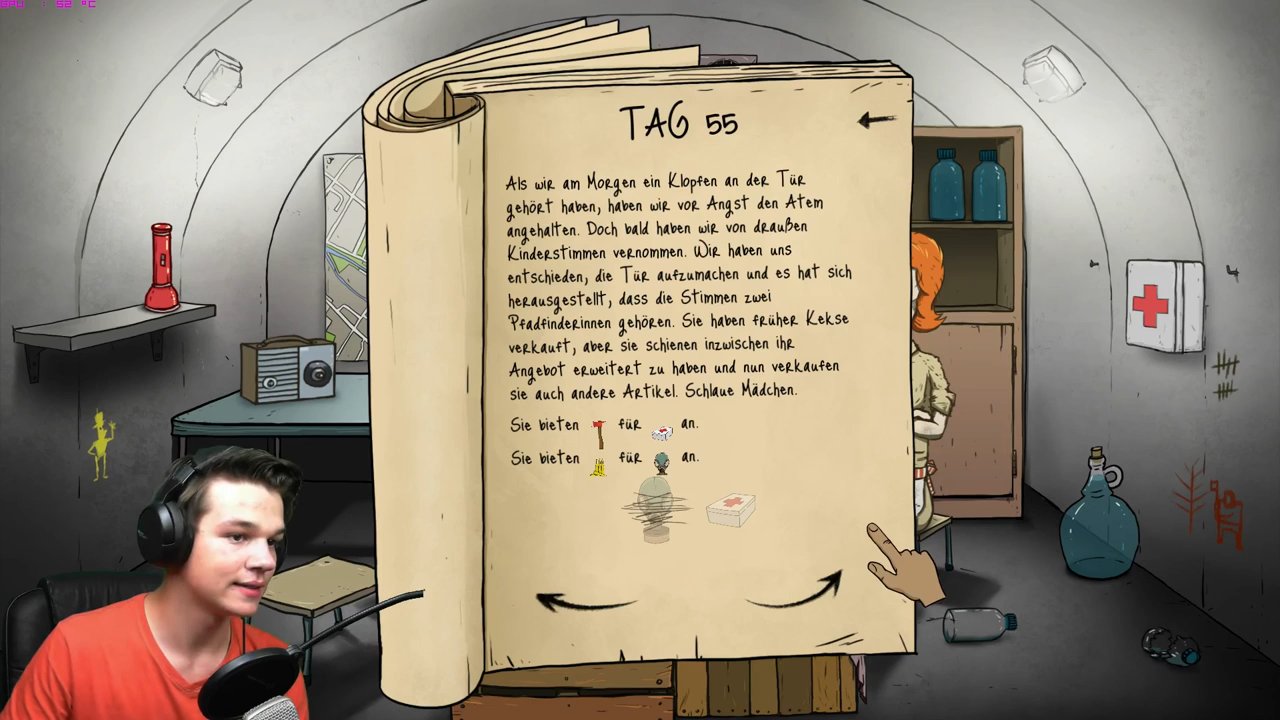 GPU : 52 °C
TAG 55
Als wir am Morgen ein Klopfen an der Tür
gehört haben, haben wir vor Angst den Atem
angehalten. Doch bald haben wir von draußen
Kinderstimmen vernommen. Wir haben uns
entschieden, die Tür aufzumachen und es hat sich
herausgestellt, dass die Stimmen zwei
Pfadfinderinnen gehören. Sie haben früher Kekse
verkauft, aber sie schienen inzwischen ihr
Angebot erweitert zu haben und nun verkaufen
sie auch andere Artikel. Schlaue Mädchen.
Sie bieten für an.
Sie bieten für an.